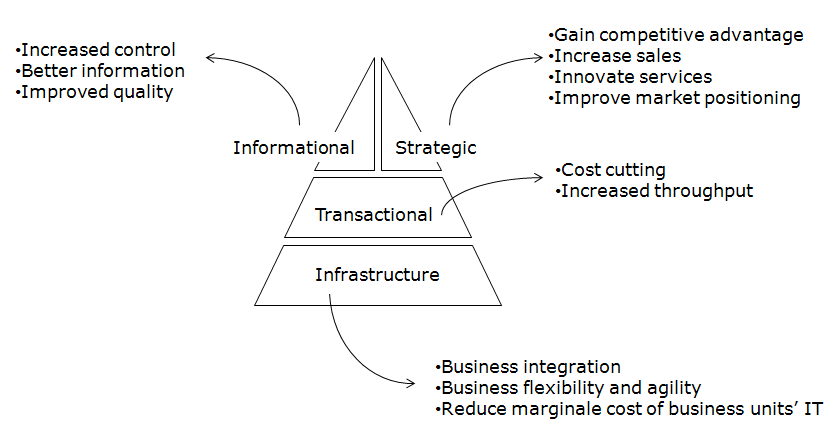 •Increased control
•Better information
•Improved quality
•Gain competitive advantage
•Increase sales
•Innovate services
•Improve market positioning
Informational
Strategic
•Cost cutting
•Increased throughput
Transactional
Infrastructure
•Business integration
•Business flexibility and agility
•Reduce marginale cost of business units’ IT